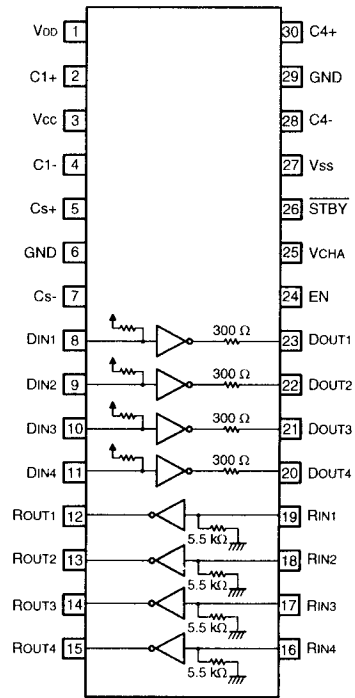 VDD 1 30 C4+
C1+ 2 29 GND
VCC 3 28 C4-
C1- 4 27 VSS
C5+ 5 26 STBY
GND 6 25 VCHA
C5- 7 24 EN
DIN1 8 300 Ω 23 DOUT1
DIN2 9 300 Ω 22 DOUT2
DIN3 10 300 Ω 21 DOUT3
DIN4 11 300 Ω 20 DOUT4
ROUT1 12 19 RIN1
5.5 kΩ
ROUT2 13 18 RIN2
5.5 kΩ
ROUT3 14 17 RIN3
5.5 kΩ
ROUT4 15 16 RIN4
5.5 kΩ